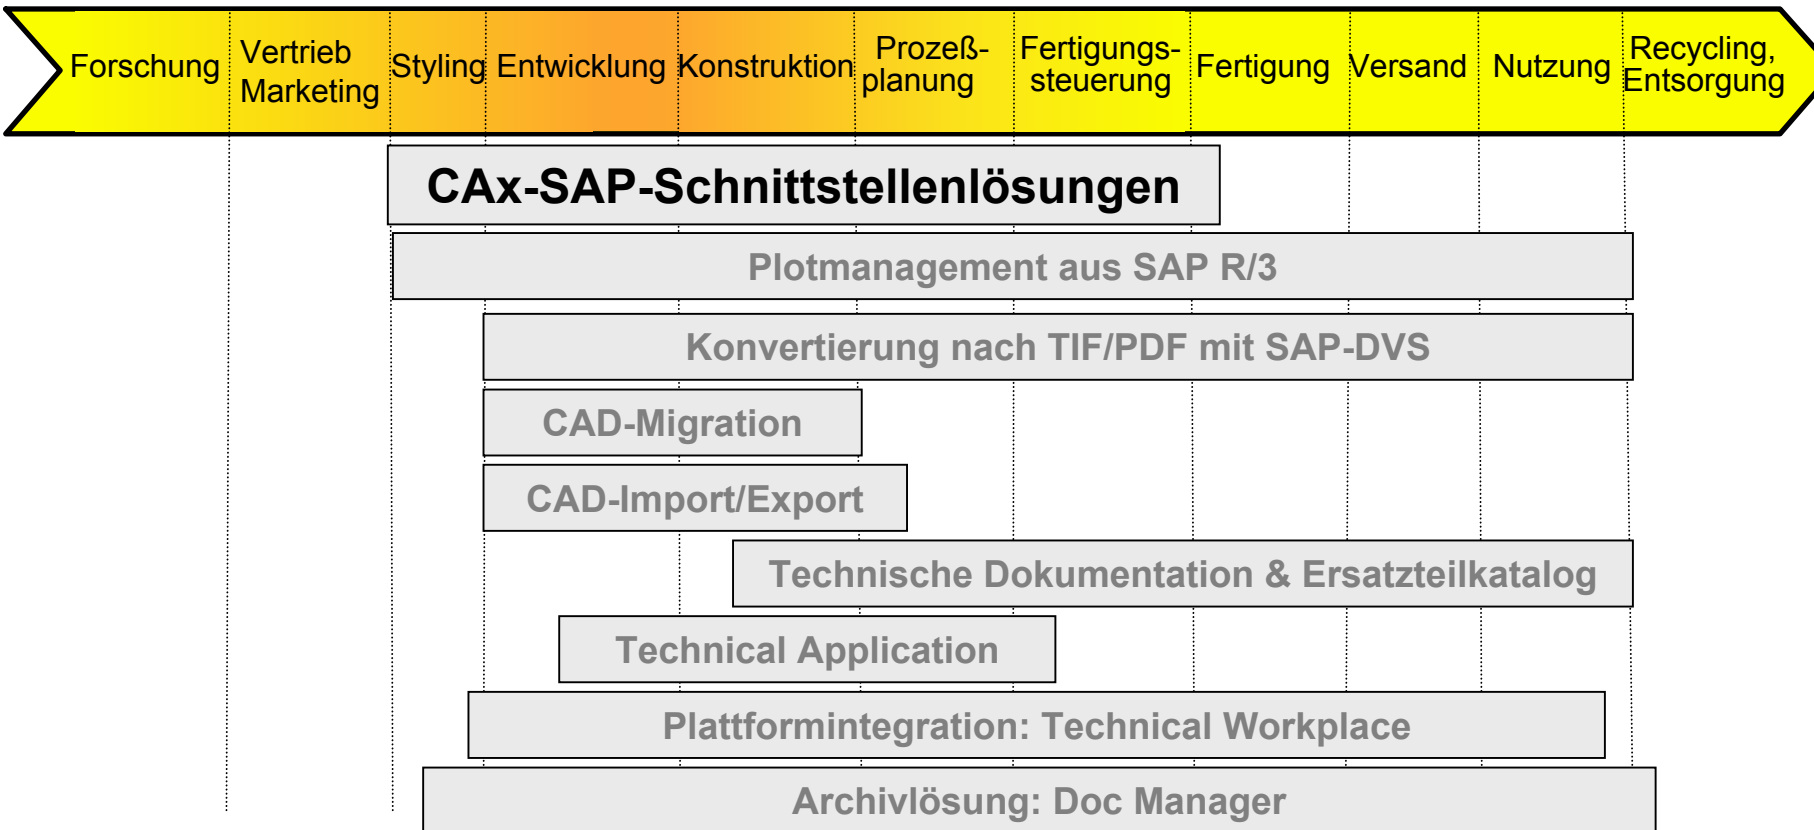 Forschung
Vertrieb
Marketing
Styling
Entwicklung
Konstruktion
Prozeß-
planung
Fertigungs-
steuerung
Fertigung
Versand
Nutzung
Recycling,
Entsorgung
CAx-SAP-Schnittstellenlösungen
Plotmanagement aus SAP R/3
Konvertierung nach TIF/PDF mit SAP-DVS
CAD-Migration
CAD-Import/Export
Technische Dokumentation & Ersatzteilkatalog
Technical Application
Plattformintegration: Technical Workplace
Archivlösung: Doc Manager